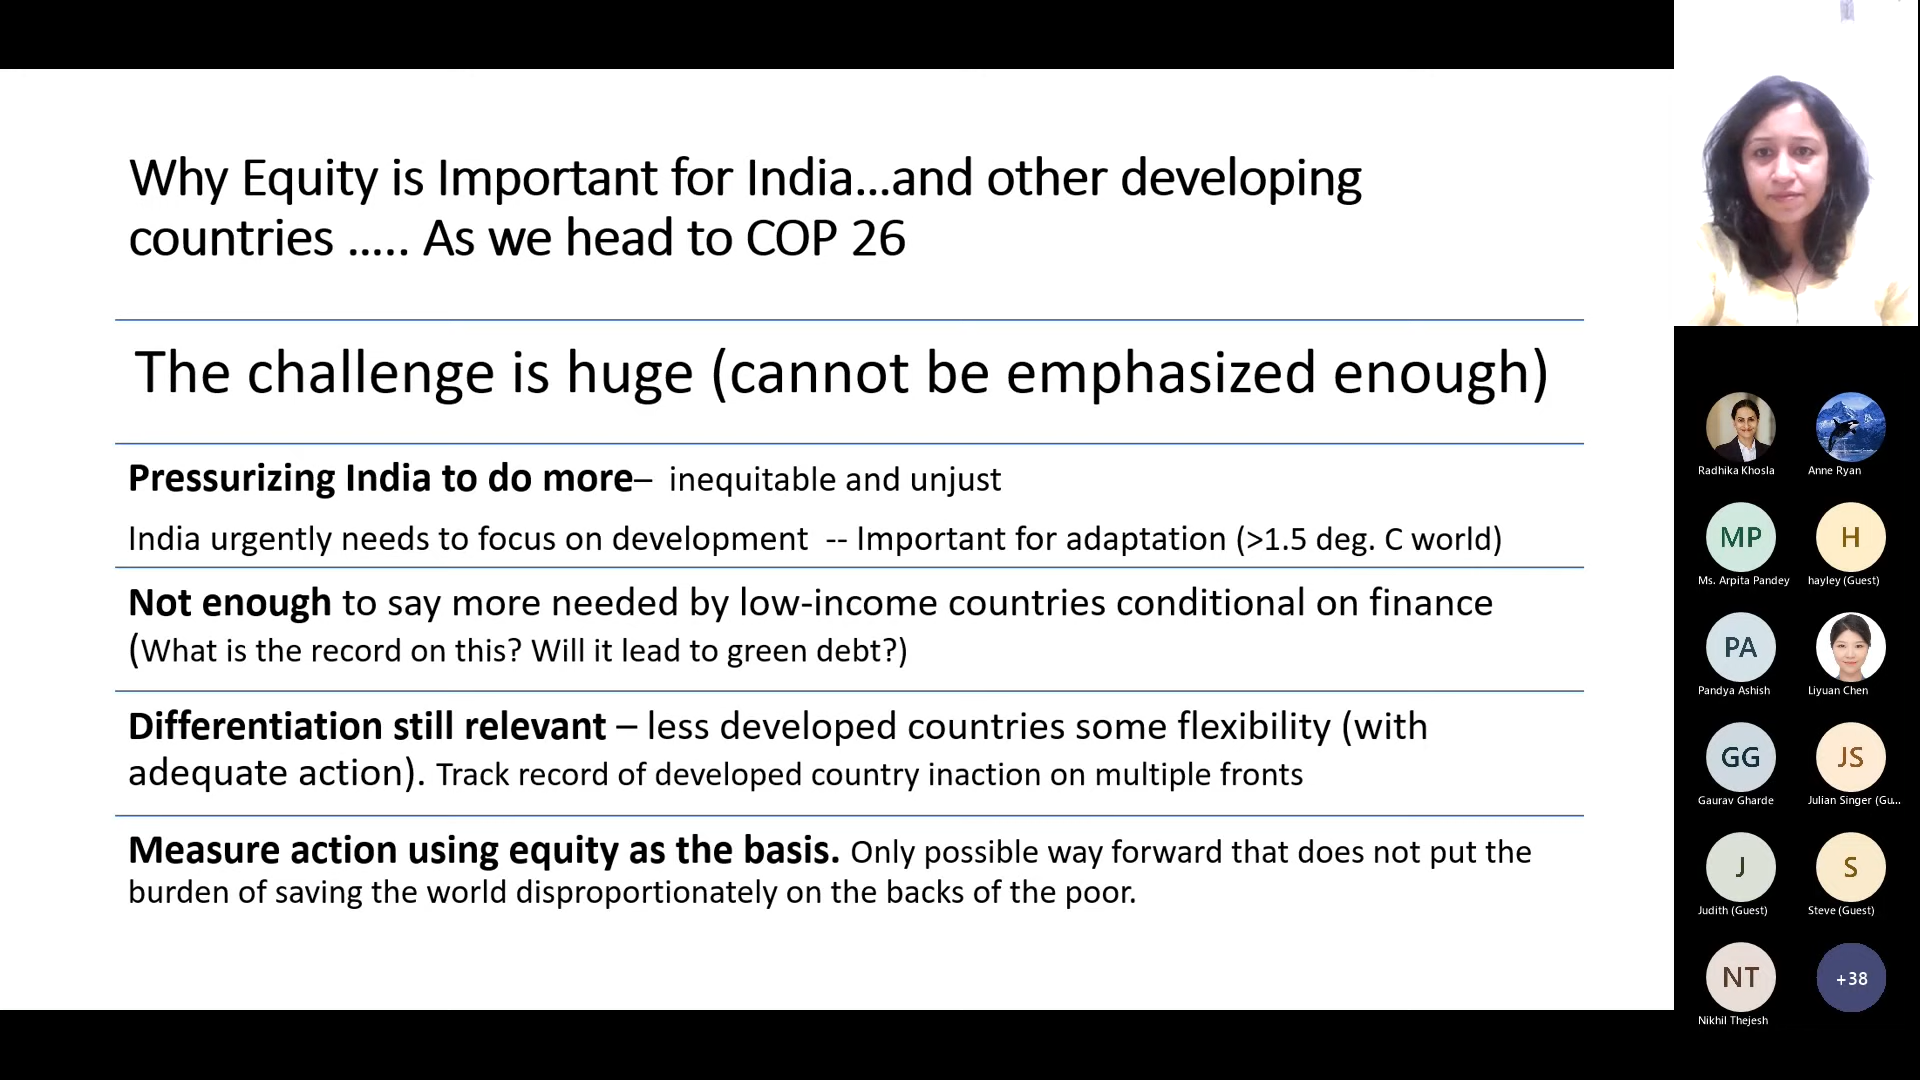 Why Equity is Important for India...and other developing
countries ..... As we head to COP 26
The challenge is huge (cannot be emphasized enough)
Pressurizing India to do more– inequitable and unjust
India urgently needs to focus on development -- Important for adaptation (>1.5 deg. C world)
Not enough to say more needed by low-income countries conditional on finance
(What is the record on this? Will it lead to green debt?)
Differentiation still relevant – less developed countries some flexibility (with
adequate action). Track record of developed country inaction on multiple fronts
Measure action using equity as the basis. Only possible way forward that does not put the
burden of saving the world disproportionately on the backs of the poor.
Radhika Khosla
Anne Ryan
MP
H
Ms. Arpita Pandey
hayley (Guest)
PA
Pandya Ashish
Liyuan Chen
GG
JS
Gaurav Gharde
Julian Singer (Gu...
J
S
Judith (Guest)
Steve (Guest)
NT
+38
Nikhil Thejesh